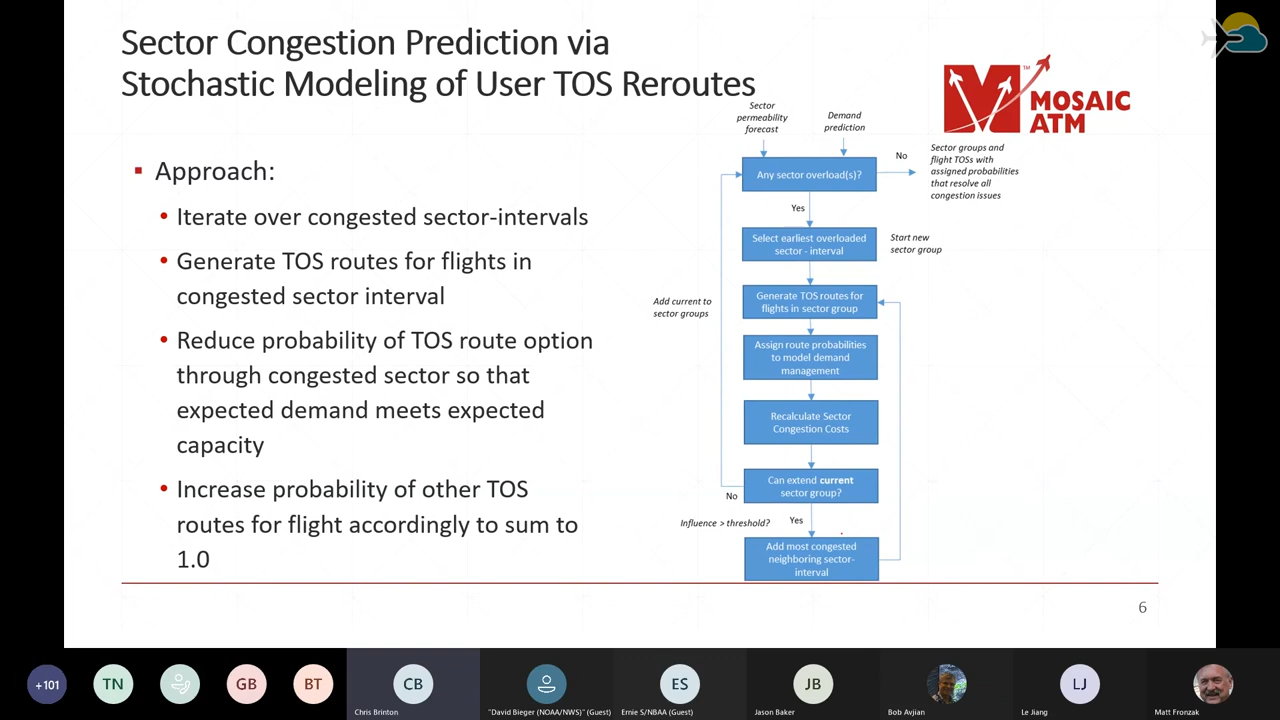 Sector Congestion Prediction via
Stochastic Modeling of User TOS Reroutes
MOSAIC
ATM
TM
▪ Approach:
• Iterate over congested sector-intervals
• Generate TOS routes for flights in
congested sector interval
• Reduce probability of TOS route option
through congested sector so that
expected demand meets expected
capacity
• Increase probability of other TOS
routes for flight accordingly to sum to
1.0
Sector
permeability
forecast
Demand
prediction
Any sector overload(s)?
No
Sector groups and
flight TOSs with
assigned probabilities
that resolve all
congestion issues
Yes
Select earliest overloaded
sector - interval
Start new
sector group
Generate TOS routes for
flights in sector group
Add current to
sector groups
Assign route probabilities
to model demand
management
Recalculate Sector
Congestion Costs
Can extend current
sector group?
No
Influence > threshold?
Yes
Add most congested
neighboring sector-
interval
6
+101
TN
GB
BT
CB
Chris Brinton
"David Bieger (NOAA/NWS)" (Guest)
ES
Ernie S/NBAA (Guest)
JB
Jason Baker
Bob Avjian
LJ
Le Jiang
Matt Fronzak